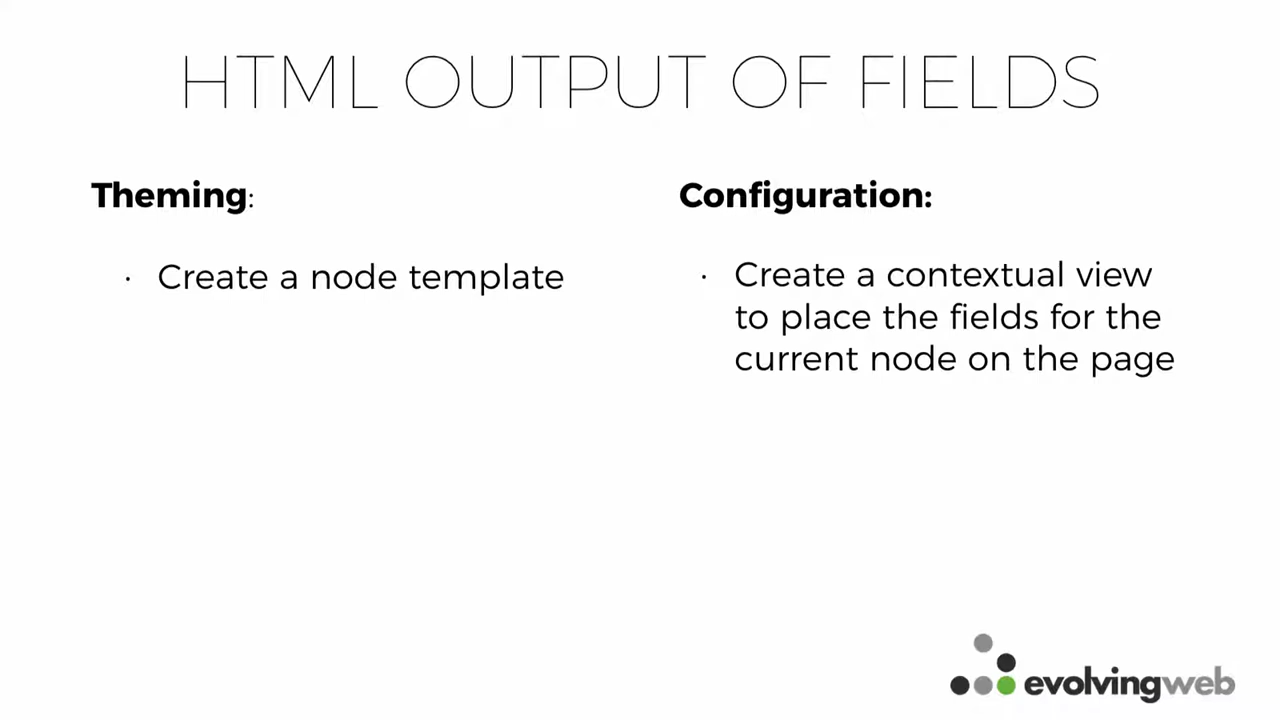 HTML OUTPUT OF FIELDS
Theming:
· Create a node template
Configuration:
· Create a contextual view
to place the fields for the
current node on the page
evolvingweb